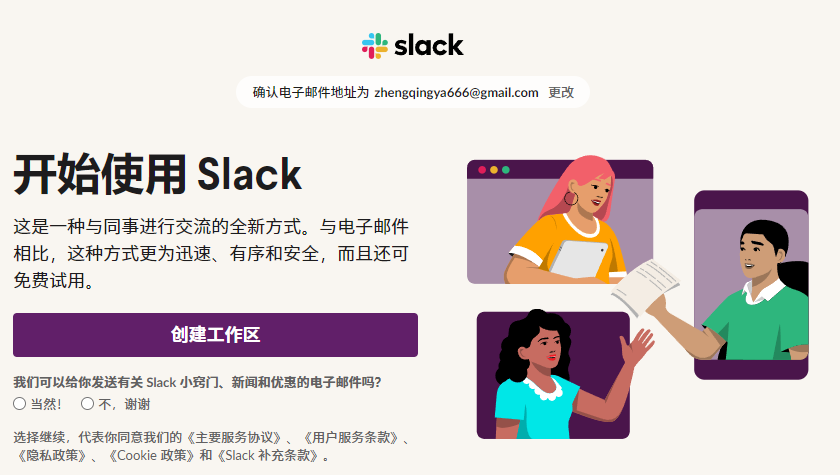 slack
确认电子邮件地址为 zhengqingya666@gmail.com 更改
开始使用 Slack
这是一种与同事进行交流的全新方式。与电子邮件
相比，这种方式更为迅速、有序和安全，而且还可
免费试用。
创建工作区
我们可以给你发送有关 Slack 小窍门、新闻和优惠的电子邮件吗？
当然！ 不，谢谢
选择继续，代表你同意我们的《主要服务协议》、《用户服务条款》、
《隐私政策》、《Cookie 政策》和《Slack 补充条款》。